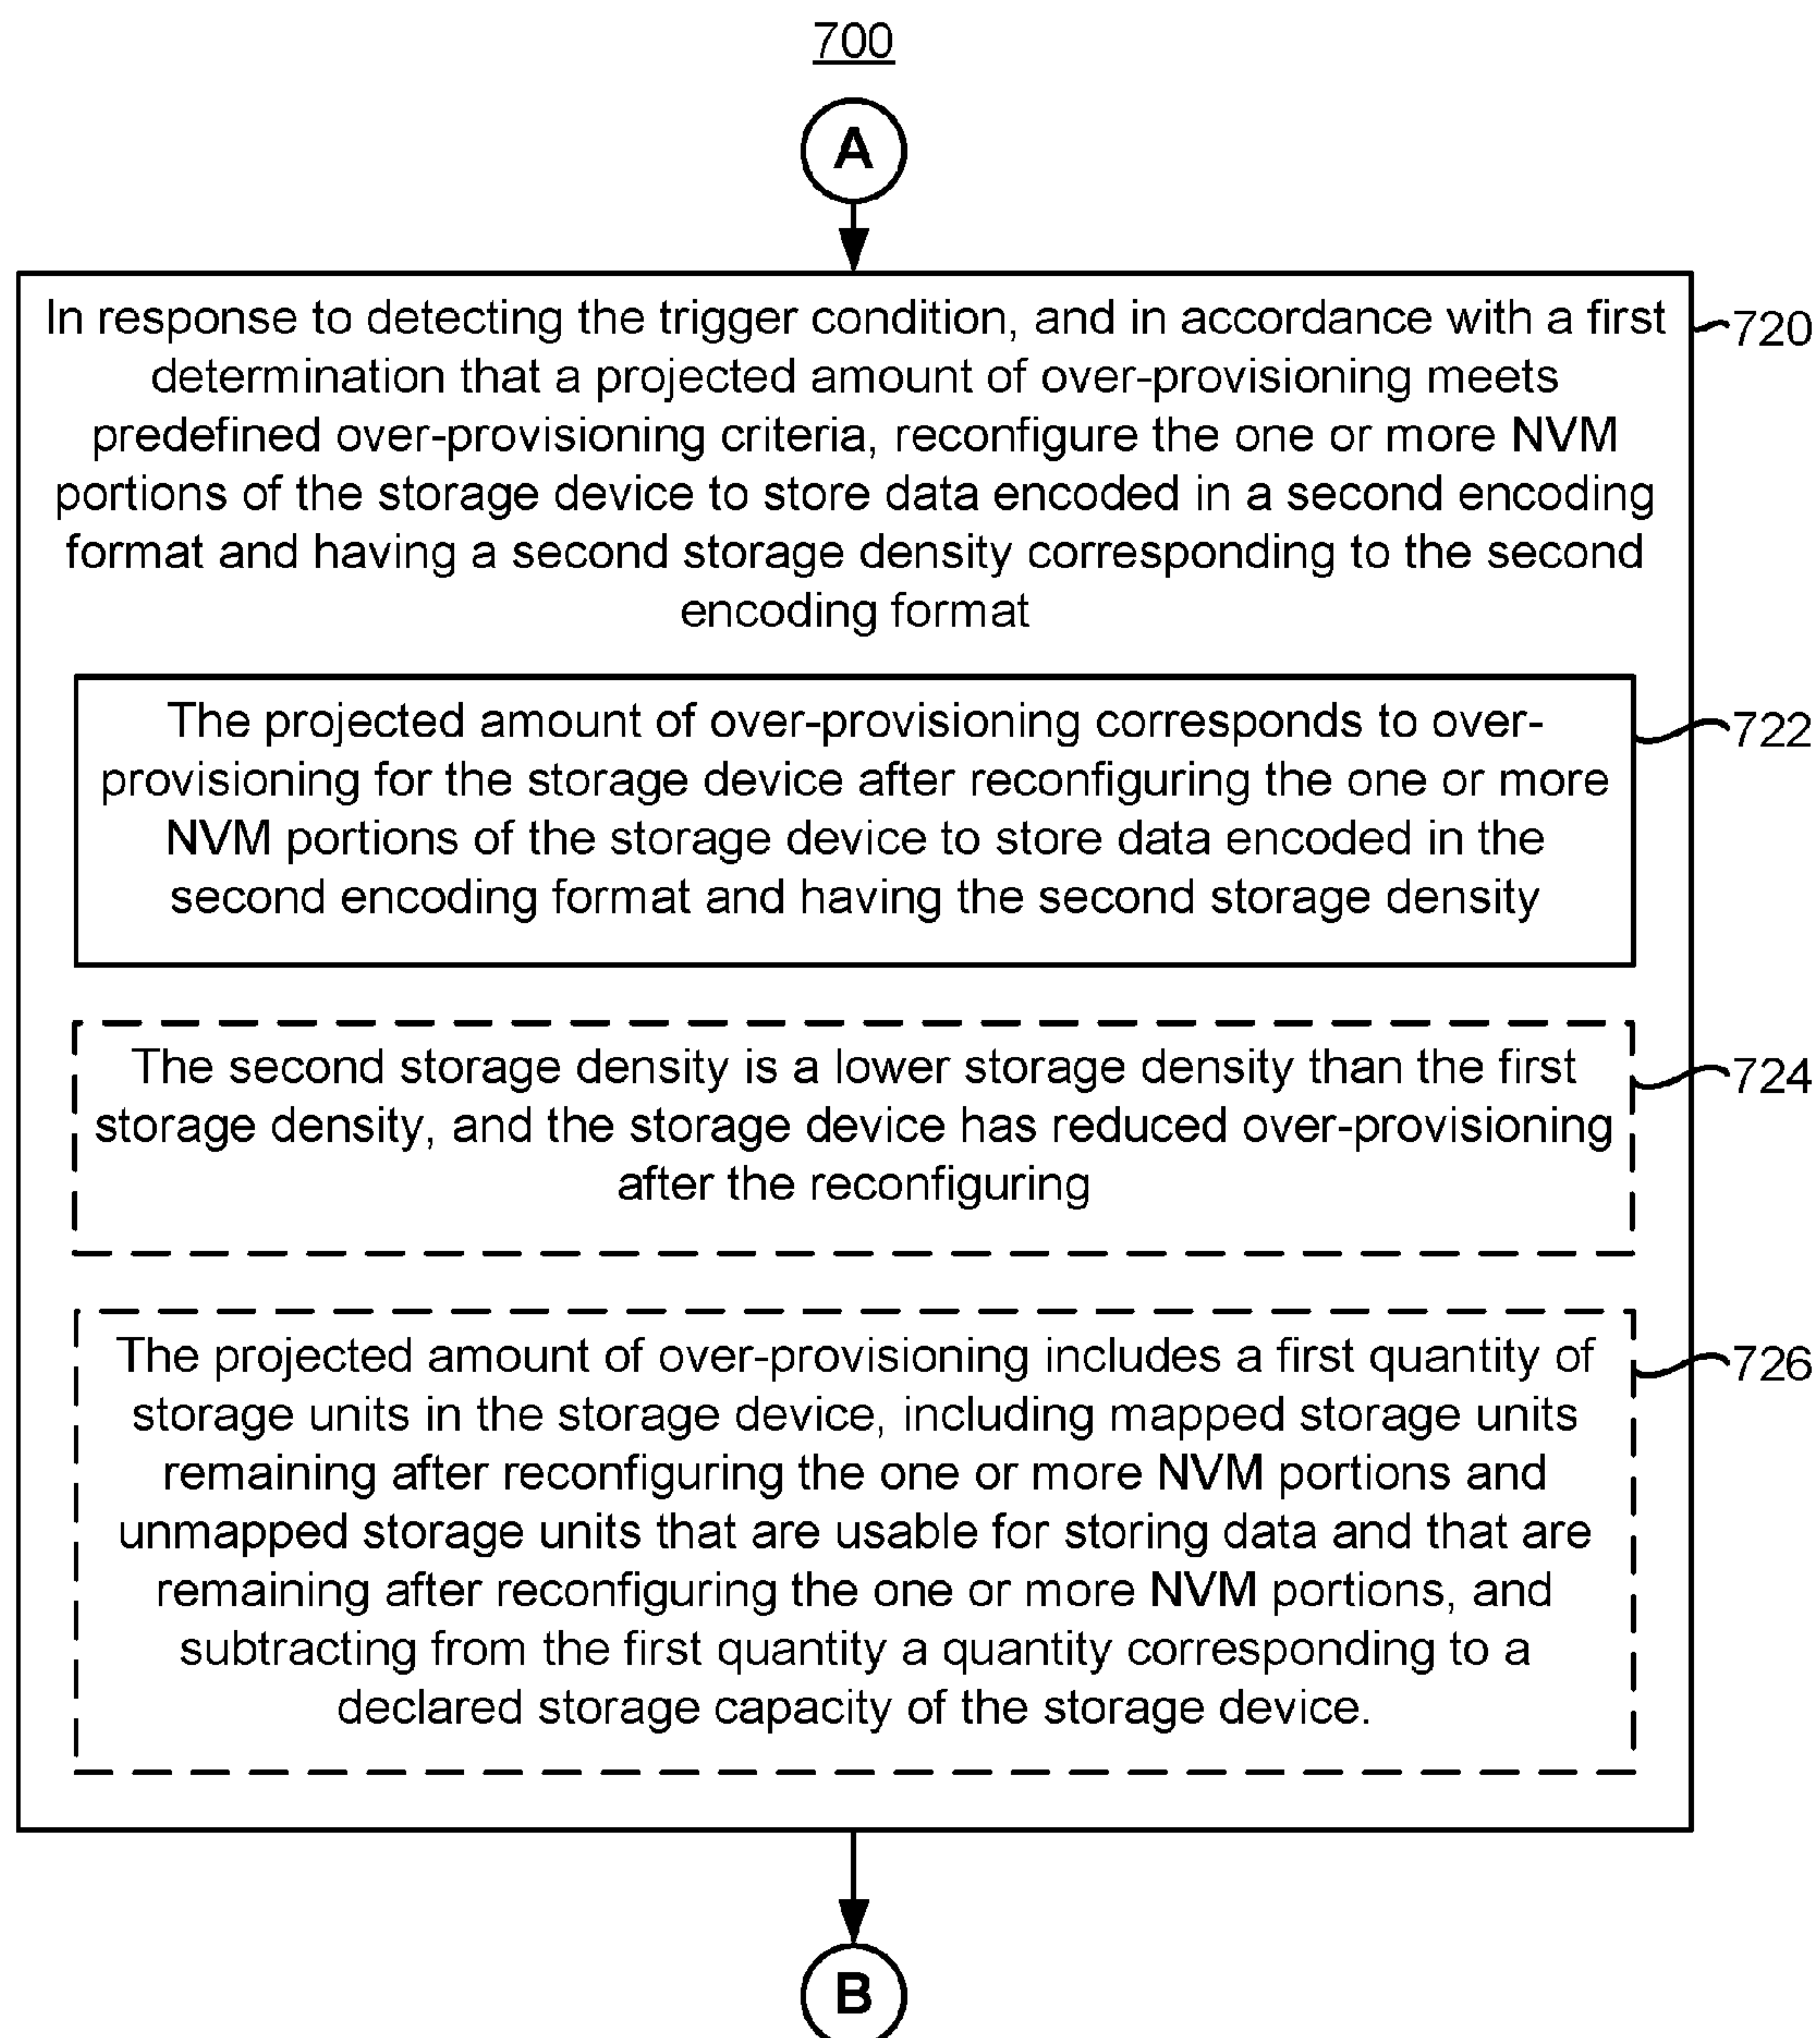 700
A
In response to detecting the trigger condition, and in accordance with a first
determination that a projected amount of over-provisioning meets
predefined over-provisioning criteria, reconfigure the one or more NVM
portions of the storage device to store data encoded in a second encoding
format and having a second storage density corresponding to the second
encoding format
720
The projected amount of over-provisioning corresponds to over-
provisioning for the storage device after reconfiguring the one or more
NVM portions of the storage device to store data encoded in the
second encoding format and having the second storage density
722
The second storage density is a lower storage density than the first
storage density, and the storage device has reduced over-provisioning
after the reconfiguring
724
The projected amount of over-provisioning includes a first quantity of
storage units in the storage device, including mapped storage units
remaining after reconfiguring the one or more NVM portions and
unmapped storage units that are usable for storing data and that are
remaining after reconfiguring the one or more NVM portions, and
subtracting from the first quantity a quantity corresponding to a
declared storage capacity of the storage device.
726
B